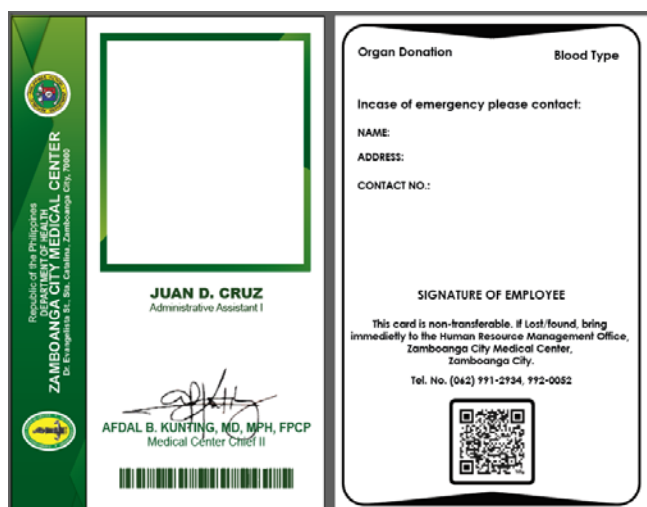 Republic of the Philippines
DEPARTMENT OF HEALTH
ZAMBOANGA CITY MEDICAL CENTER
Dr. Evangelista St., Sta. Catalina, Zamboanga City, 70000
JUAN D. CRUZ
Administrative Assistant I
AFDAL B. KUNTING, MD, MPH, FPCP
Medical Center Chief II
Organ Donation
Blood Type
Incase of emergency please contact:
NAME:
ADDRESS:
CONTACT NO.:
SIGNATURE OF EMPLOYEE
This card is non-transferable. If Lost/found, bring
immedietly to the Human Resource Management Office,
Zamboanga City Medical Center,
Zamboanga City.
Tel. No. (062) 991-2934, 992-0052